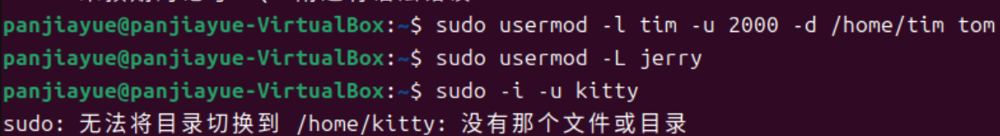 panjiayue@panjiayue-VirtualBox:~$ sudo usermod -l tim -u 2000 -d /home/tim tom
panjiayue@panjiayue-VirtualBox:~$ sudo usermod -L jerry
panjiayue@panjiayue-VirtualBox:~$ sudo -i -u kitty
sudo: 无法将目录切换到 /home/kitty: 没有那个文件或目录